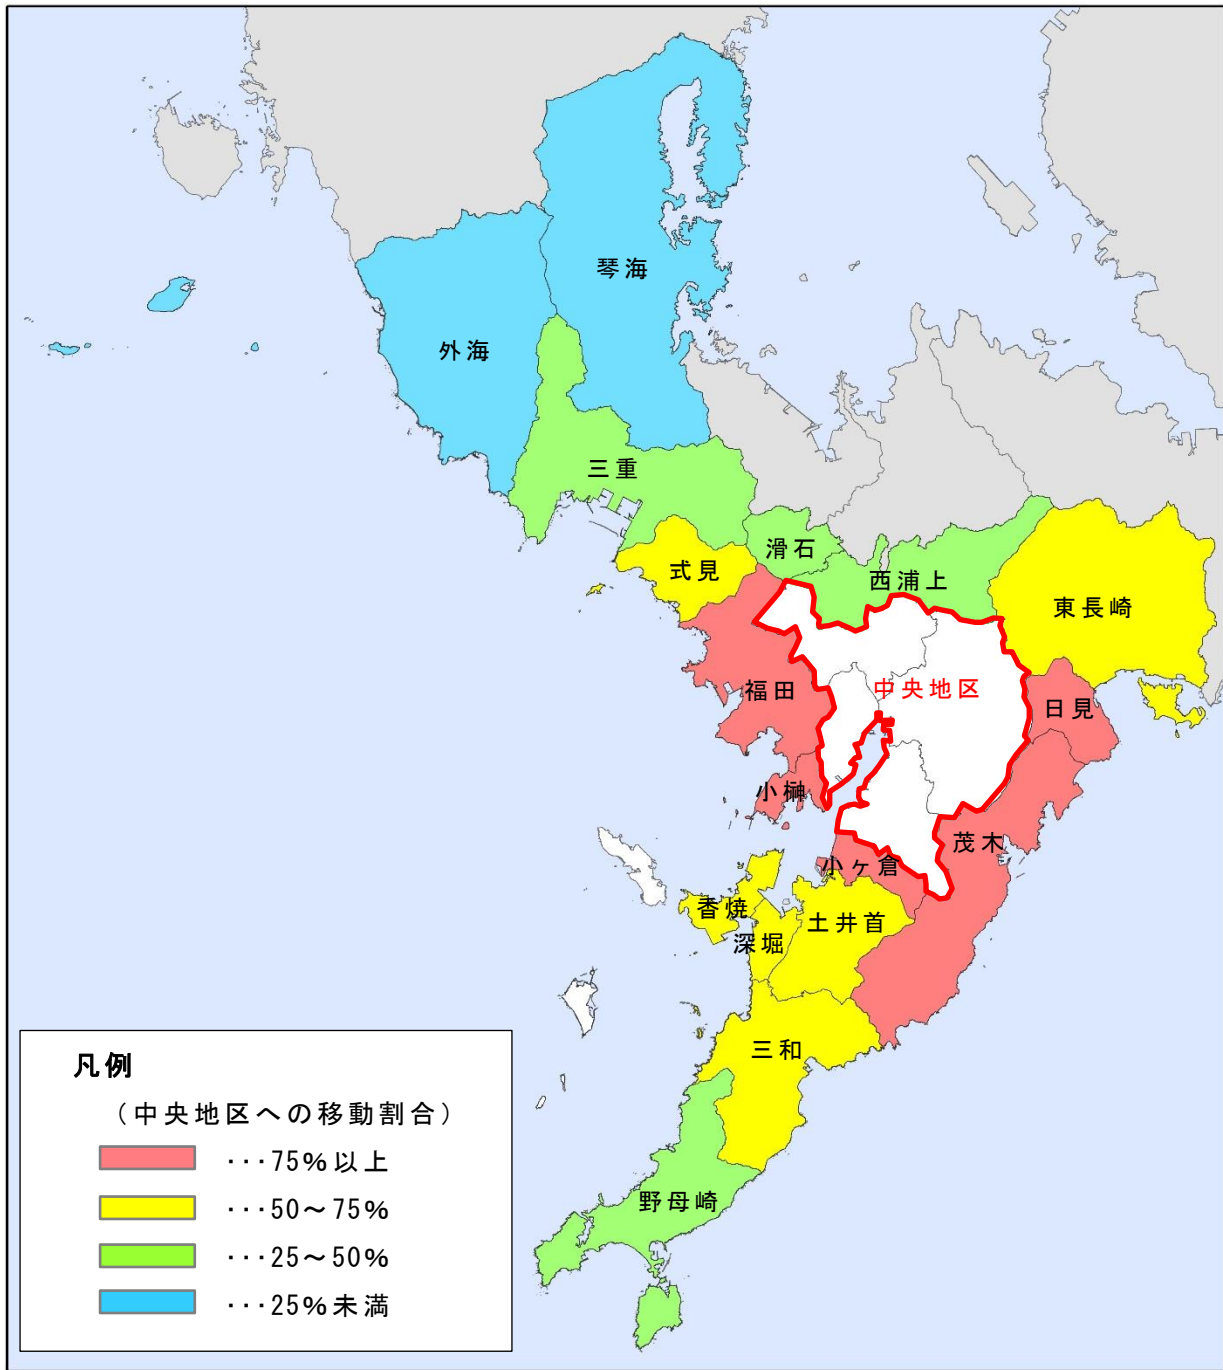 琴海
外海
三重
滑石
式見
西浦上
東長崎
福田
中央地区
日見
小榊
茂木
小ヶ倉
香焼
深堀
土井首
三和
野母崎
凡例
（中央地区への移動割合）
･･･75%以上
･･･50～75%
･･･25～50%
･･･25%未満